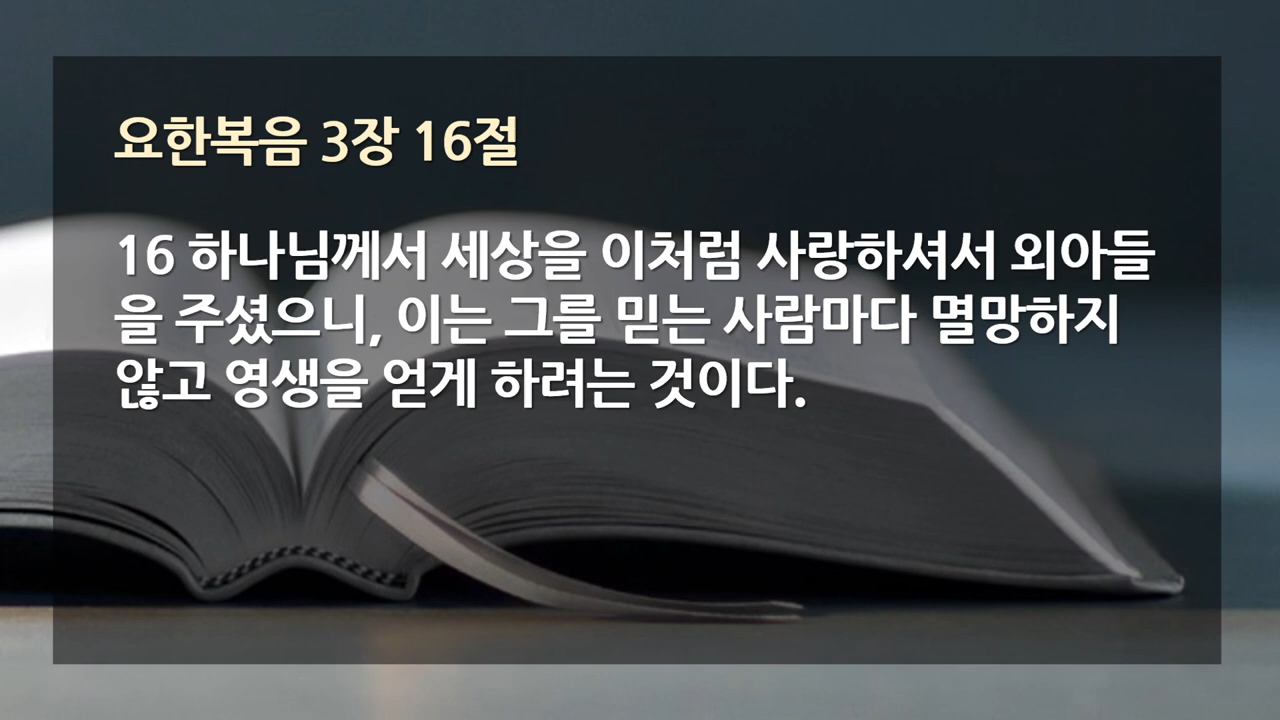 요한복음 3장 16절
16 하나님께서 세상을 이처럼 사랑하셔서 외아들
을 주셨으니, 이는 그를 믿는 사람마다 멸망하지
않고 영생을 얻게 하려는 것이다.